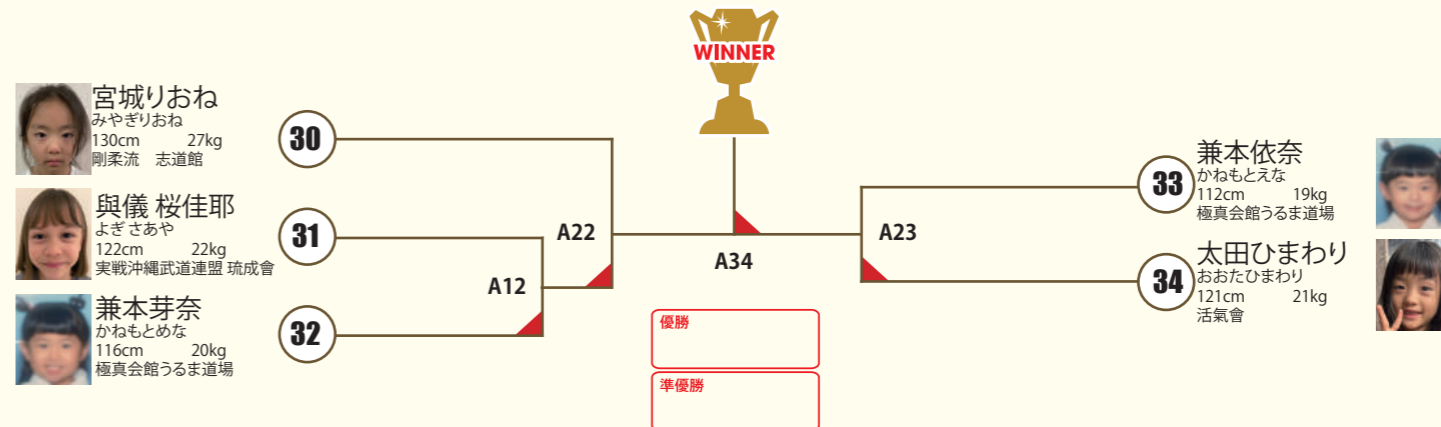 WINNER
宮城りおね
みやぎりおね
130cm 27kg
剛柔流 志道館
30
與儀 桜佳耶
よぎ さあや
122cm 22kg
実戦沖縄武道連盟 琉成會
31
兼本芽奈
かねもとめな
116cm 20kg
極真会館うるま道場
32
A12
A22
A34
A23
優勝
準優勝
33
兼本依奈
かねもとえな
112cm 19kg
極真会館うるま道場
34
太田ひまわり
おおたひまわり
121cm 21kg
活氣會